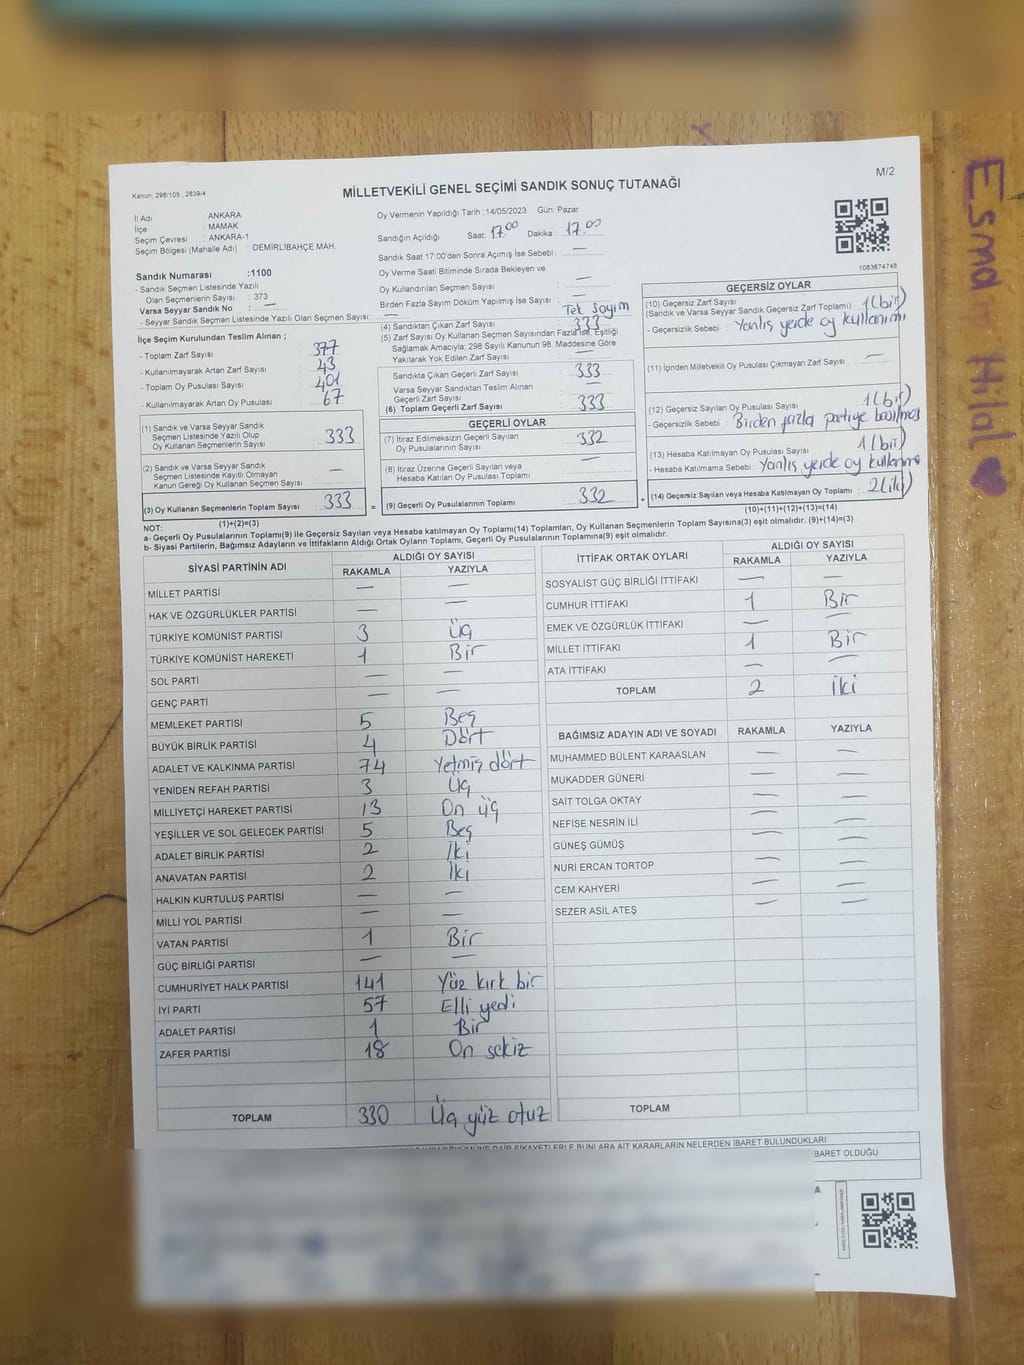 Kanun: 298/105 , 2839/4
MİLLETVEKİLİ GENEL SEÇİMİ SANDIK SONUÇ TUTANAĞI
M/2
İl Adı : ANKARA
İlçe : MAMAK
Seçim Çevresi : ANKARA-1
Seçim Bölgesi (Mahalle Adı) : DEMİRLİBAHÇE MAH.
Sandık Numarası :1100
- Sandık Seçmen Listesinde Yazılı
Olan Seçmenlerin Sayısı : 373
Varsa Seyyar Sandık No : —
- Seyyar Sandık Seçmen Listesinde Yazılı Olan Seçmen Sayısı: —
Oy Vermenin Yapıldığı Tarih : 14/05/2023 Gün: Pazar
Sandığın Açıldığı Saat: 17.00 Dakika : 17.00
Sandık Saat 17:00'den Sonra Açımış İse Sebebi : —
Oy Verme Saati Bitiminde Sırada Bekleyen ve
Oy Kullandırılan Seçmen Sayısı : —
Birden Fazla Sayım Döküm Yapılmış İse Sayısı : —
Tek Sayım
1083674748
İlçe Seçim Kurulundan Teslim Alınan ;
- Toplam Zarf Sayısı : 377
- Kullanılmayarak Artan Zarf Sayısı : 43
- Toplam Oy Pusulası Sayısı : 401
- Kullanılmayarak Artan Oy Pusulası : 67
(1) Sandık ve Varsa Seyyar Sandık
Seçmen Listesinde Yazılı Olup
Oy Kullanan Seçmenlerin Sayısı : 333
(2) Sandık ve Varsa Seyyar Sandık
Seçmen Listesinde Kayıtlı Olmayan
Kanun Gereği Oy Kullanan Seçmen Sayısı : —
(3) Oy Kullanan Seçmenlerin Toplam Sayısı : 333
(1)+(2)=(3)
(4) Sandıktan Çıkan Zarf Sayısı : 333
(5) Zarf Sayısı Oy Kullanan Seçmen Sayısından Fazla ise, Eşitliği
Sağlamak Amacıyla; 298 Sayılı Kanunun 98. Maddesine Göre
Yakılarak Yok Edilen Zarf Sayısı : —
Sandıkta Çıkan Geçerli Zarf Sayısı : 333
Varsa Seyyar Sandıktan Teslim Alınan
Geçerli Zarf Sayısı : —
(6) Toplam Geçerli Zarf Sayısı : 333
GEÇERLİ OYLAR
(7) İtiraz Edilmeksizin Geçerli Sayılan
Oy Pusulası Sayısı : 332
(8) İtiraz Üzerine Geçerli Sayılan veya
Hesaba Katılan Oy Pusulası Toplamı : —
= (9) Geçerli Oy Pusulalarının Toplamı : 332 +
GEÇERSİZ OYLAR
(10) Geçersiz Zarf Sayısı : 1(bir)
(Sandık ve Varsa Seyyar Sandık Geçersiz Zarf Toplamı)
- Geçersizlik Sebebi : Yanlış yerde oy kullanımı
(11) İçinden Milletvekili Oy Pusulası Çıkmayan Zarf Sayısı : —
(12) Geçersiz Sayılan Oy Pusulası Sayısı : 1(bir)
- Geçersizlik Sebebi : Birden fazla partiye basılması
(13) Hesaba Katılmayan Oy Pusulası Sayısı : 1(bir)
- Hesaba Katılmama Sebebi : Yanlış yerde oy kullanımı
(14) Geçersiz Sayılan veya Hesaba Katılmayan Oy Toplamı : 2(iki)
(10)+(11)+(12)+(13)=(14)
NOT:
a- Geçerli Oy Pusulalarının Toplamı(9) ile Geçersiz Sayılan veya Hesaba katılmayan Oy Toplamı(14) Toplamları, Oy Kullanan Seçmenlerin Toplam Sayısına(3) eşit olmalıdır. (9)+(14)=(3)
b- Siyasi Partilerin, Bağımsız Adayların ve İttifakların Aldığı Ortak Oyların Toplamı, Geçerli Oy Pusulalarının Toplamına(9) eşit olmalıdır.
SİYASİ PARTİNİN ADI ALDIĞI OY SAYISI
RAKAMLA YAZIYLA
MİLLET PARTİSİ — —
HAK VE ÖZGÜRLÜKLER PARTİSİ — —
TÜRKİYE KOMÜNİST PARTİSİ 3 Üç
TÜRKİYE KOMÜNİST HAREKETİ 1 Bir
SOL PARTİ — —
GENÇ PARTİ — —
MEMLEKET PARTİSİ 5 Beş
BÜYÜK BİRLİK PARTİSİ 4 Dört
ADALET VE KALKINMA PARTİSİ 74 Yetmiş dört
YENİDEN REFAH PARTİSİ 3 Üç
MİLLİYETÇİ HAREKET PARTİSİ 13 On üç
YEŞİLLER VE SOL GELECEK PARTİSİ 5 Beş
ADALET BİRLİK PARTİSİ 2 İki
ANAVATAN PARTİSİ 2 İki
HALKIN KURTULUŞ PARTİSİ — —
MİLLİ YOL PARTİSİ — —
VATAN PARTİSİ 1 Bir
GÜÇ BİRLİĞİ PARTİSİ — —
CUMHURİYET HALK PARTİSİ 141 Yüz kırk bir
İYİ PARTİ 57 Elli yedi
ADALET PARTİSİ 1 Bir
ZAFER PARTİSİ 18 On sekiz
TOPLAM 330 Üç yüz otuz
İTTİFAK ORTAK OYLARI ALDIĞI OY SAYISI
RAKAMLA YAZIYLA
SOSYALİST GÜÇ BİRLİĞİ İTTİFAKI — —
CUMHUR İTTİFAKI 1 Bir
EMEK VE ÖZGÜRLÜK İTTİFAKI — —
MİLLET İTTİFAKI 1 Bir
ATA İTTİFAKI — —
TOPLAM 2 İki
BAĞIMSIZ ADAYIN ADI VE SOYADI RAKAMLA YAZIYLA
MUHAMMED BÜLENT KARAASLAN — —
MUKADDER GÜNERİ — —
SAİT TOLGA OKTAY — —
NEFİSE NESRİN İLİ — —
GÜNEŞ GÜMÜŞ — —
NURİ ERCAN TORTOP — —
CEM KAHYERİ — —
SEZER ASİL ATEŞ — —
TOPLAM
ŞİKAYETLERLE BUNLARA AİT KARARLARIN NELERDEN İBARET BULUNDUKLARI
BARET OLDUĞU
Esma Hilal